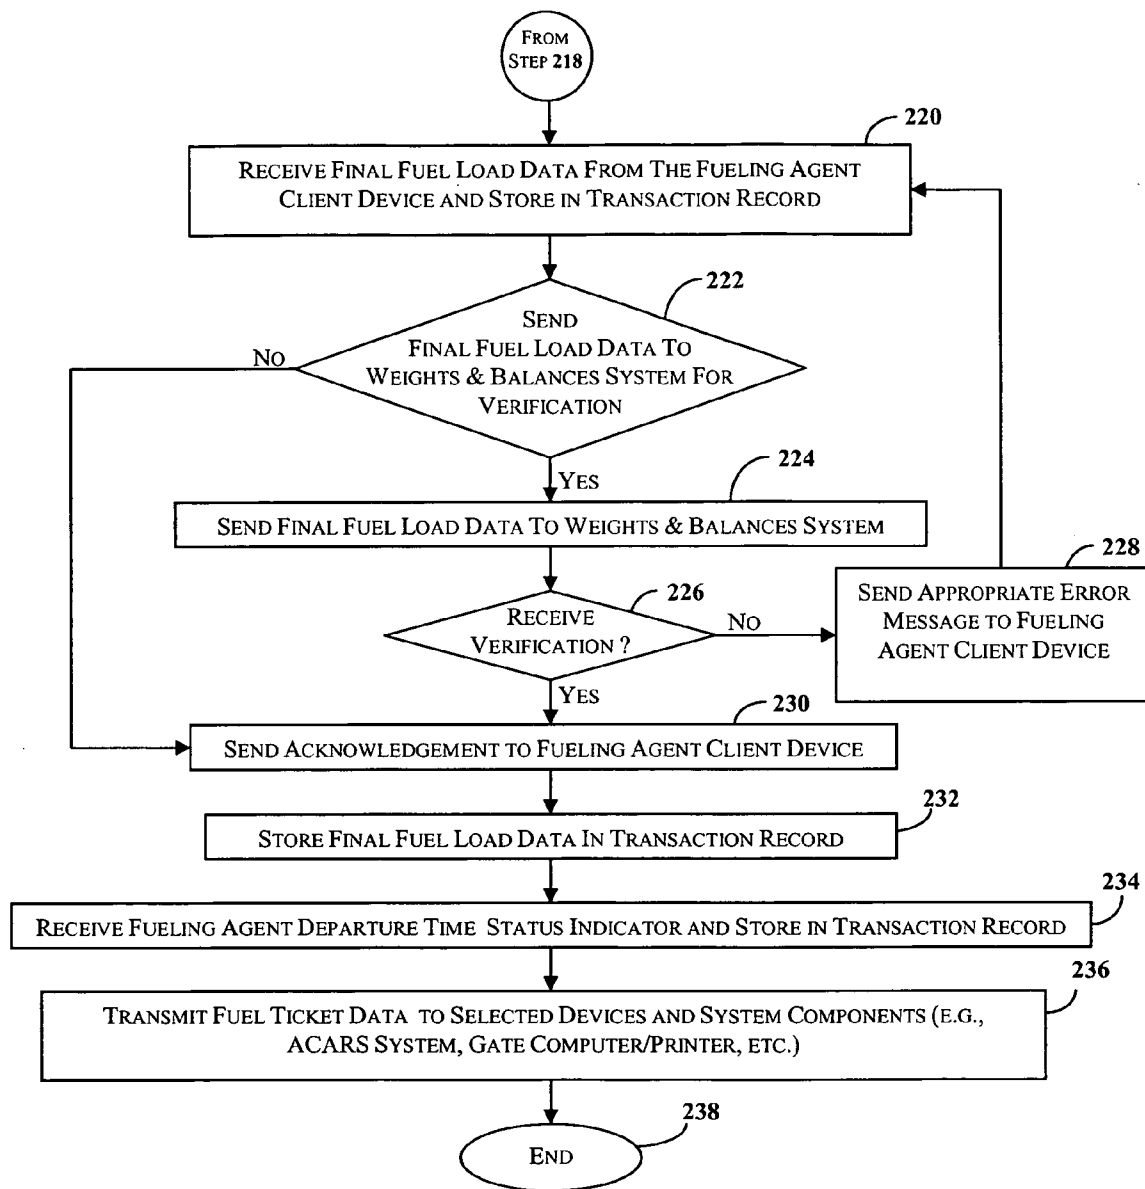 FROM
STEP 218
220
RECEIVE FINAL FUEL LOAD DATA FROM THE FUELING AGENT
CLIENT DEVICE AND STORE IN TRANSACTION RECORD
222
SEND
FINAL FUEL LOAD DATA TO
WEIGHTS & BALANCES SYSTEM FOR
VERIFICATION
NO
YES
224
SEND FINAL FUEL LOAD DATA TO WEIGHTS & BALANCES SYSTEM
226
RECEIVE
VERIFICATION ?
NO
228
SEND APPROPRIATE ERROR
MESSAGE TO FUELING
AGENT CLIENT DEVICE
YES
230
SEND ACKNOWLEDGEMENT TO FUELING AGENT CLIENT DEVICE
232
STORE FINAL FUEL LOAD DATA IN TRANSACTION RECORD
234
RECEIVE FUELING AGENT DEPARTURE TIME STATUS INDICATOR AND STORE IN TRANSACTION RECORD
236
TRANSMIT FUEL TICKET DATA TO SELECTED DEVICES AND SYSTEM COMPONENTS (E.G.,
ACARS SYSTEM, GATE COMPUTER/PRINTER, ETC.)
238
END